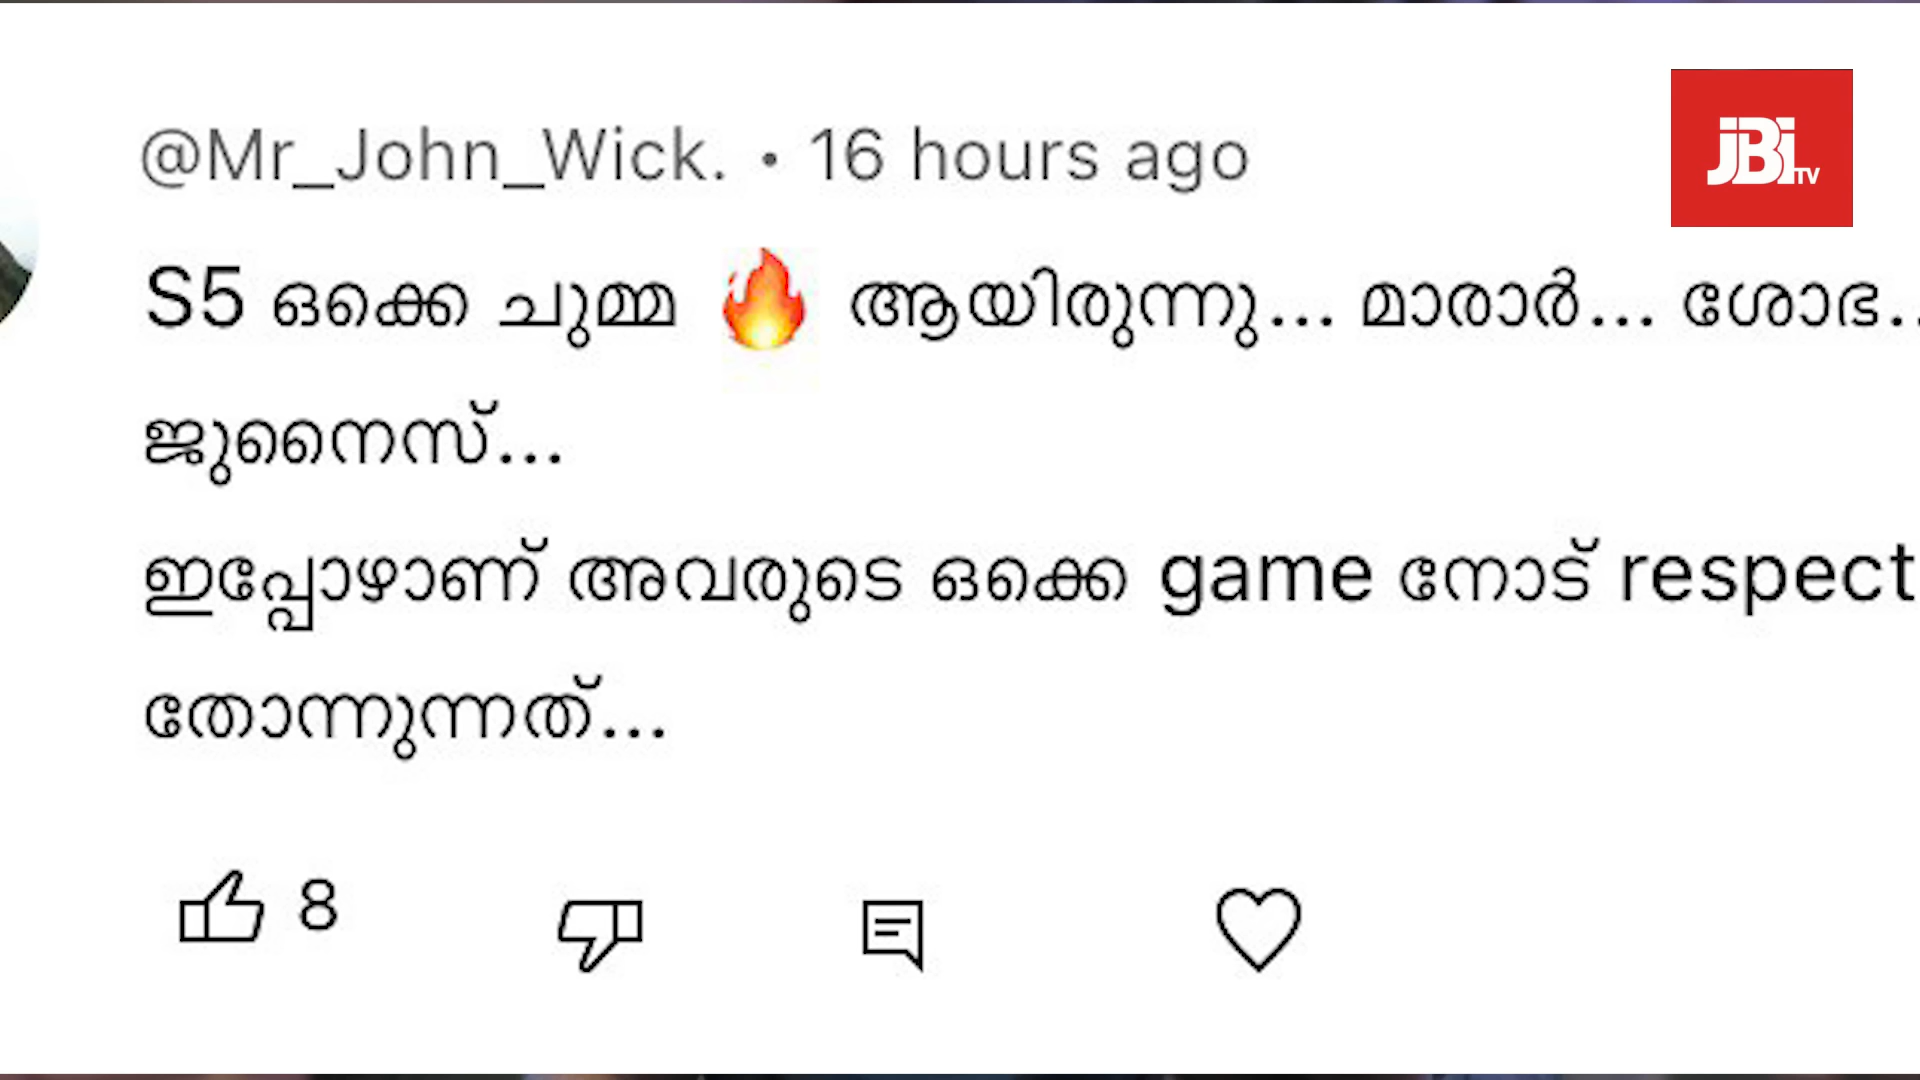 @Mr_John_Wick. • 16 hours ago
JBi TV
S5 ഒക്കെ ചുമ്മ 🔥 ആയിരുന്നു... മാരാർ... ശോഭ..
ജുനൈസ്...
ഇപ്പോഴാണ് അവരുടെ ഒക്കെ game നോട് respect
തോന്നുന്നത്...
8